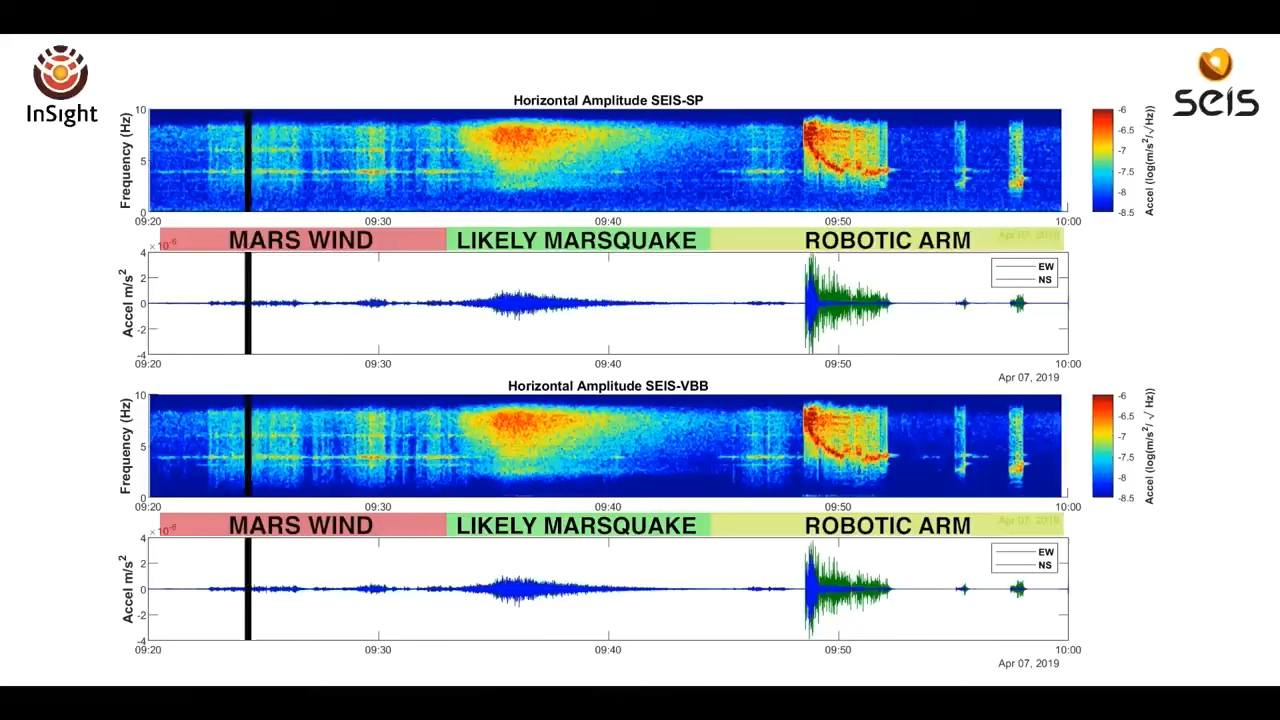 InSight
SEIS
Horizontal Amplitude SEIS-SP
Frequency (Hz)
10
5
0
09:20 09:30 09:40 09:50 10:00
-6
-6.5
-7
-7.5
-8
-8.5
Accel (log(m/s²/√Hz))
MARS WIND LIKELY MARSQUAKE ROBOTIC ARM
Apr 07, 2019
× 10⁻⁶
Accel m/s²
4
2
0
-2
-4
EW
NS
09:20 09:30 09:40 09:50 10:00
Apr 07, 2019
Horizontal Amplitude SEIS-VBB
Frequency (Hz)
10
5
0
09:20 09:30 09:40 09:50 10:00
-6
-6.5
-7
-7.5
-8
-8.5
Accel (log(m/s²/√ Hz))
MARS WIND LIKELY MARSQUAKE ROBOTIC ARM
Apr 07, 2019
× 10⁻⁶
Accel m/s²
4
2
0
-2
-4
EW
NS
09:20 09:30 09:40 09:50 10:00
Apr 07, 2019